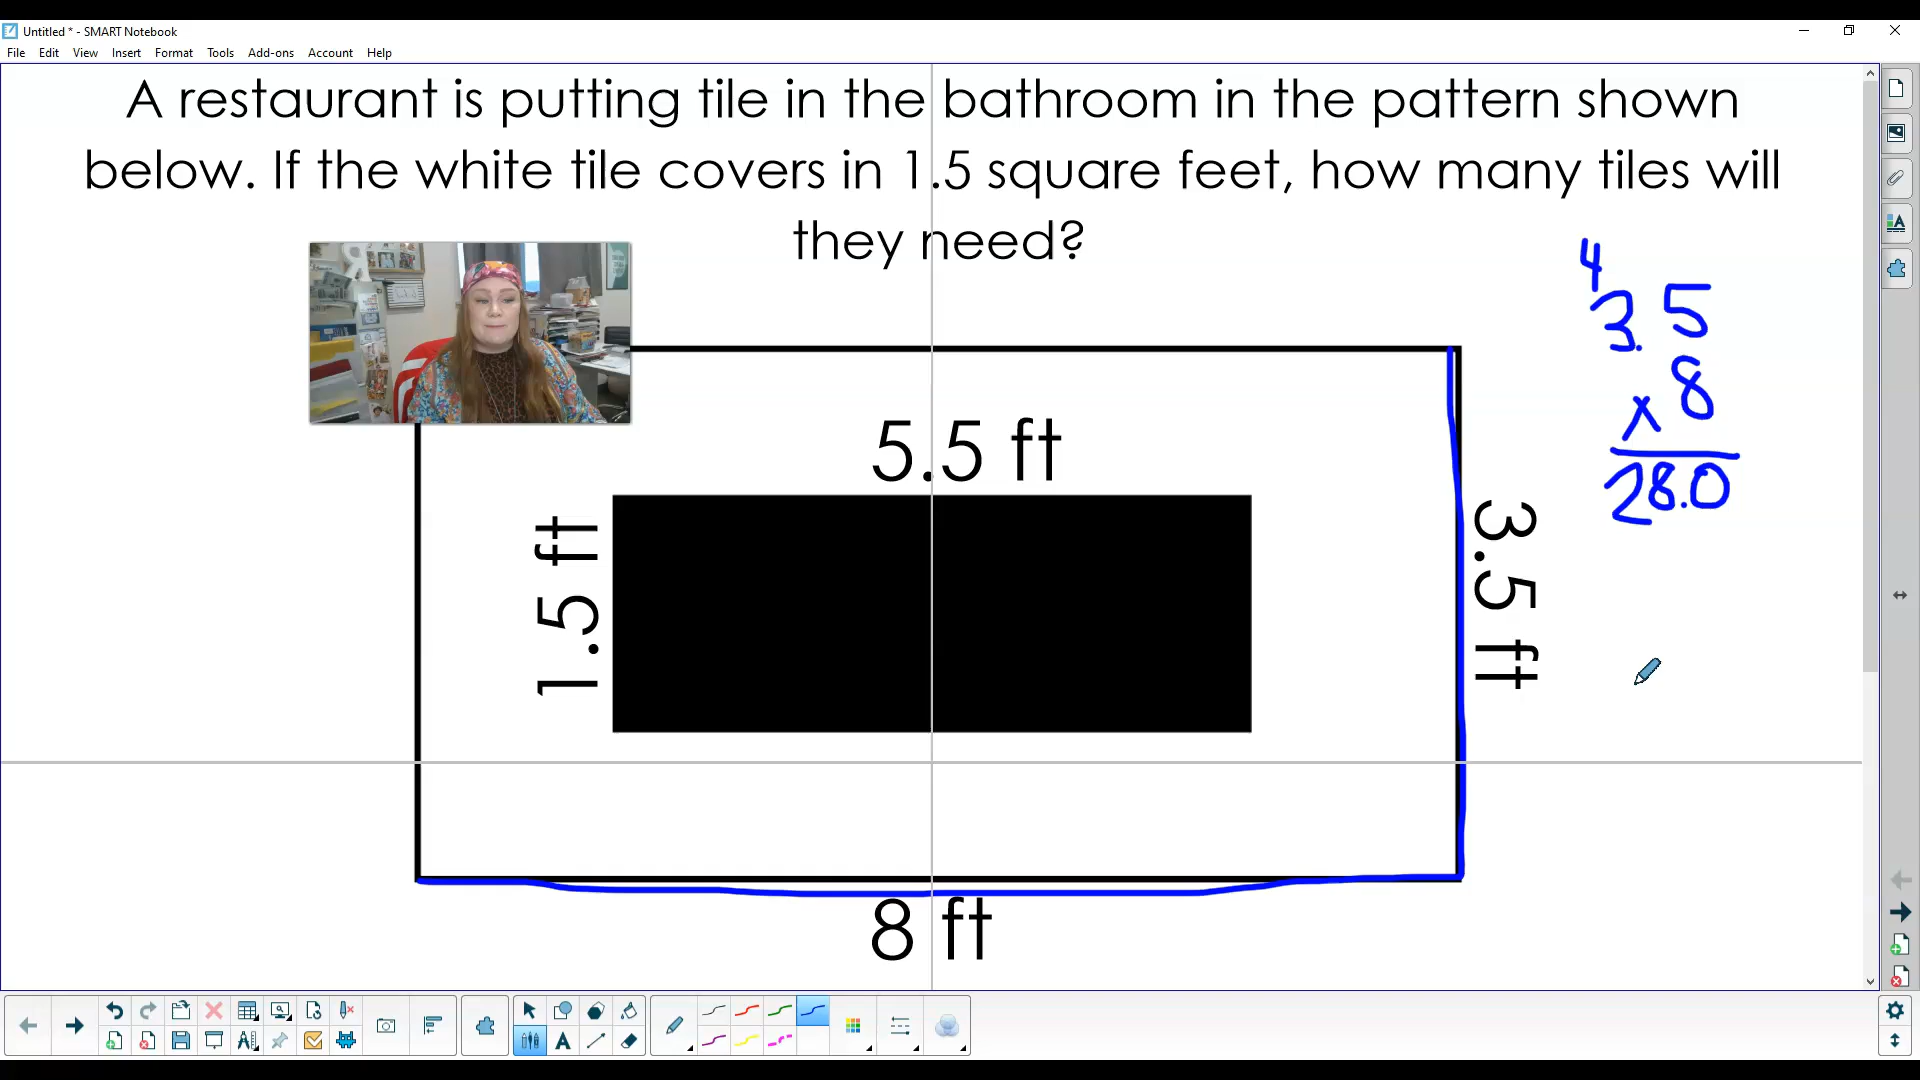 Untitled * - SMART Notebook
File Edit View Insert Format Tools Add-ons Account Help
A restaurant is putting tile in the bathroom in the pattern shown
below. If the white tile covers in 1.5 square feet, how many tiles will
they need?
4
3.5
x 8
28.0
5.5 ft
1.5 ft
3.5 ft
8 ft